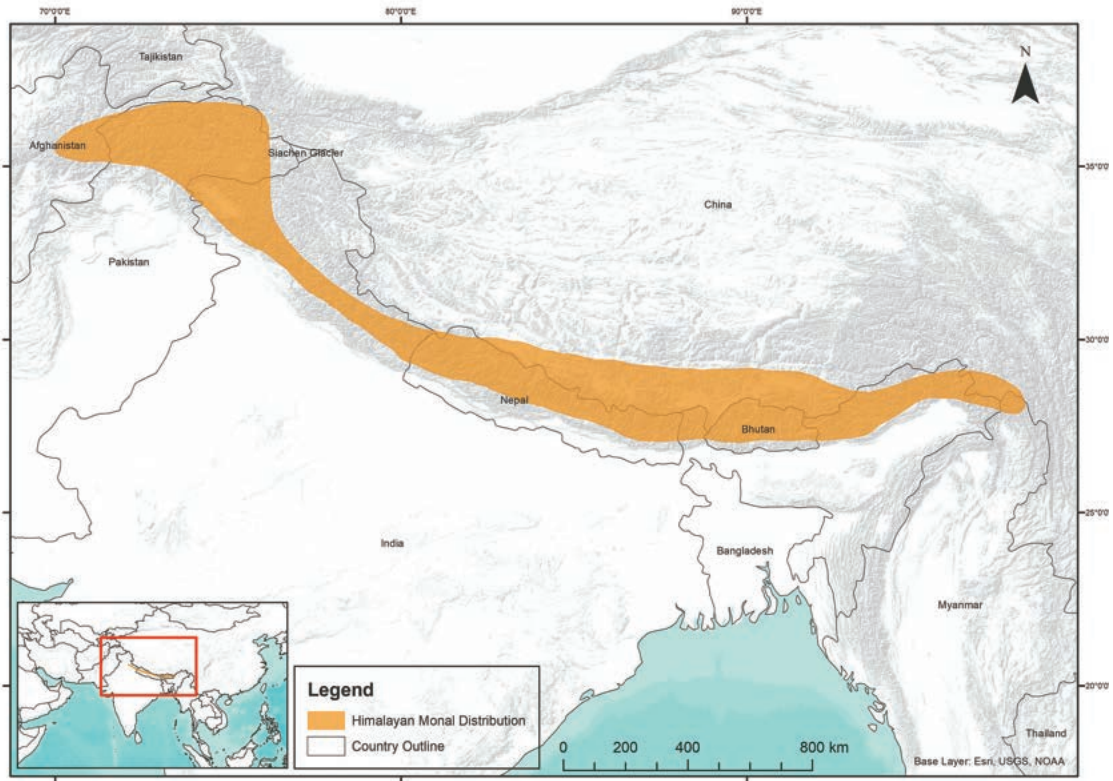 70°0'0"E
80°0'0"E
90°0'0"E
Tajikistan
N
Afghanistan
Siachen Glacier
35°0'0"N
China
Pakistan
30°0'0"N
Nepal
Bhutan
25°0'0"N
India
Bangladesh
Myanmar
20°0'0"N
Legend
Himalayan Monal Distribution
Country Outline
0 200 400 800 km
Thailand
Base Layer: Esri, USGS, NOAA